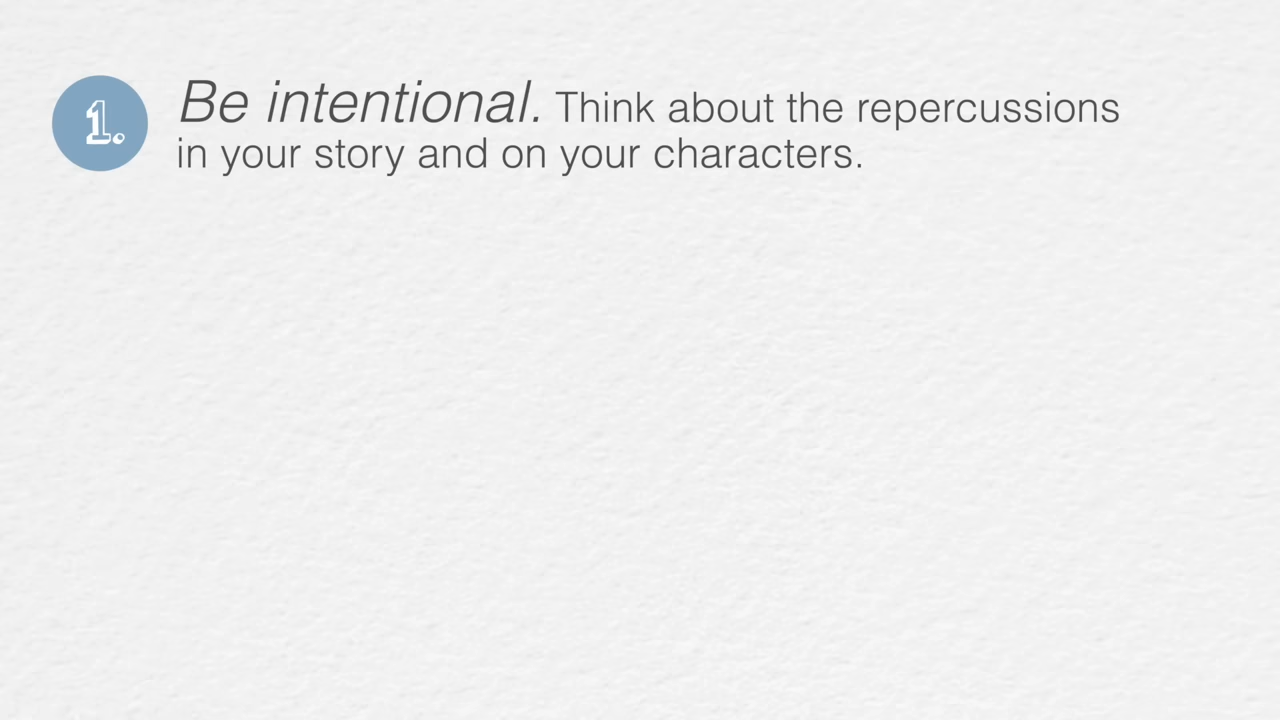 1. Be intentional. Think about the repercussions
in your story and on your characters.